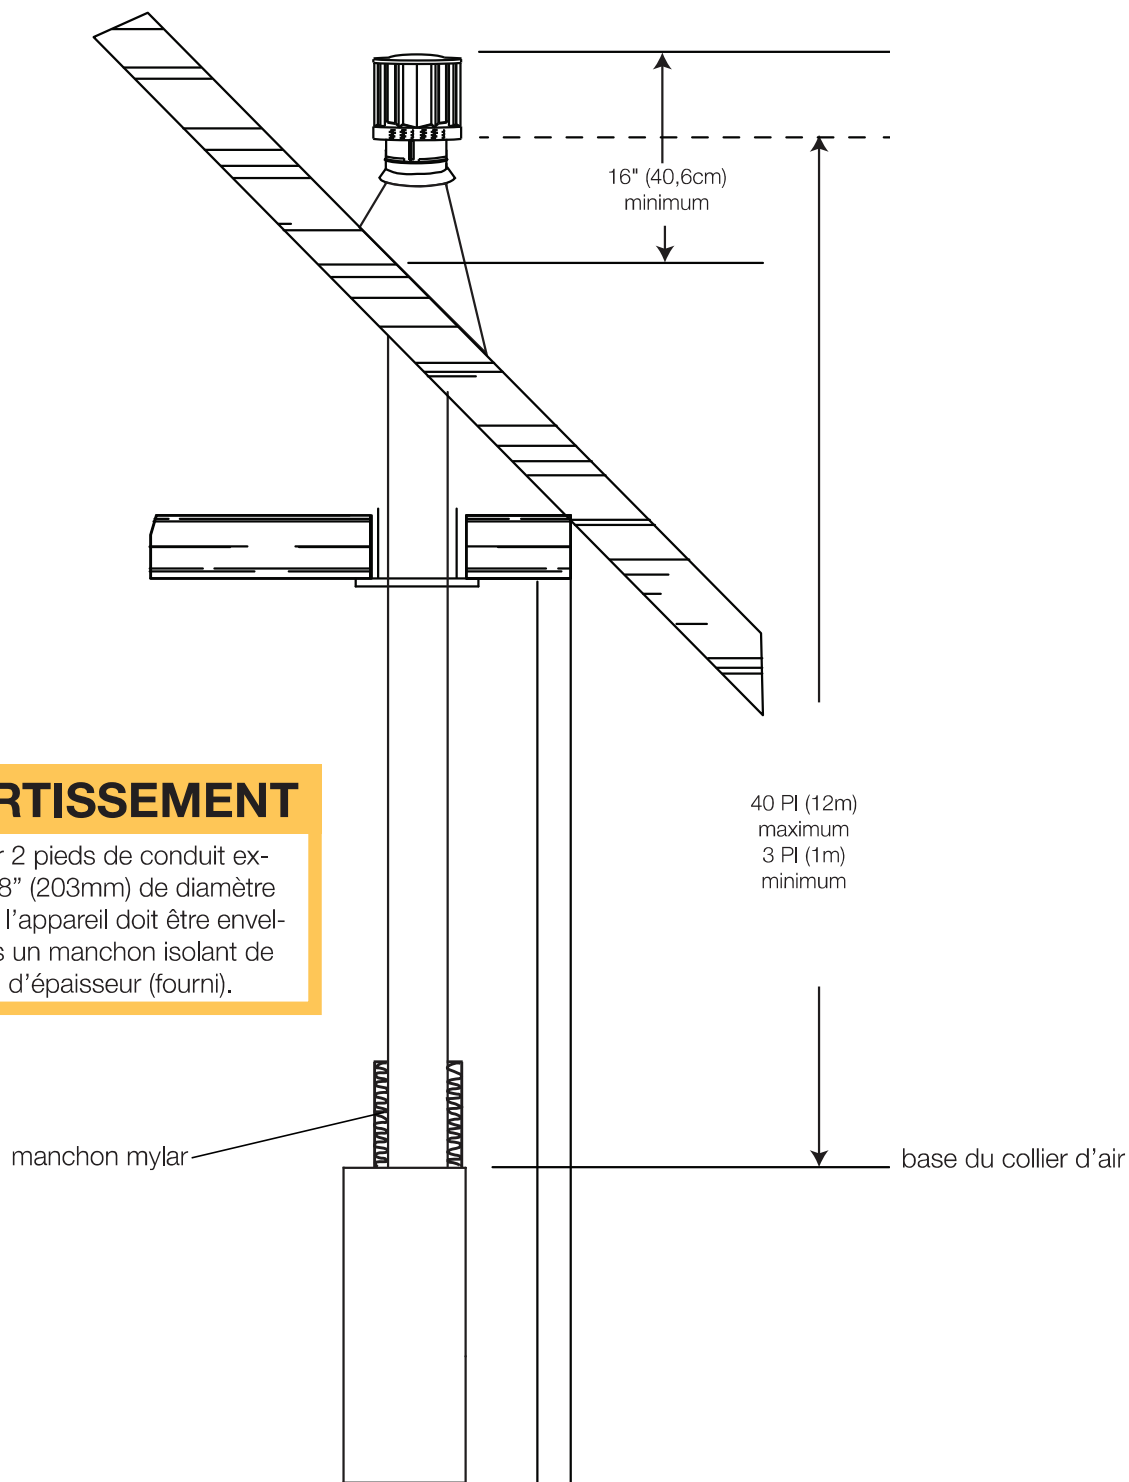 16" (40,6cm)
minimum
40 PI (12m)
maximum
3 PI (1m)
minimum
RTISSEMENT
r 2 pieds de conduit ex-
8” (203mm) de diamètre
l’appareil doit être envel-
s un manchon isolant de
d’épaisseur (fourni).
manchon mylar
base du collier d’air